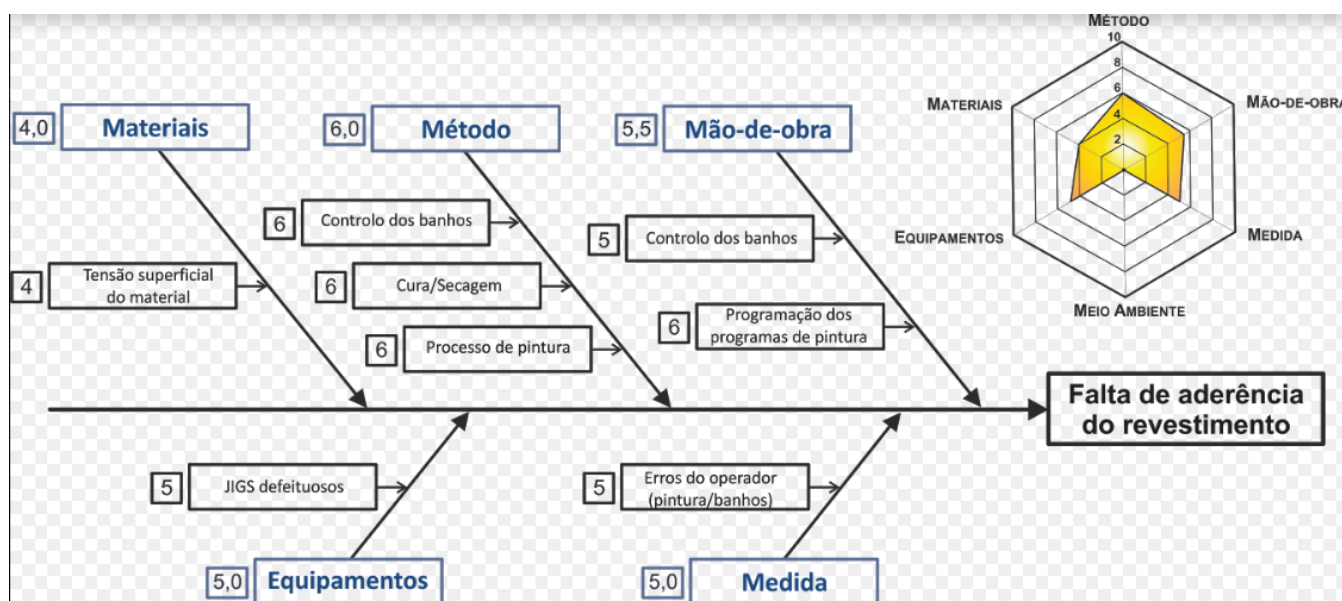 MÉTODO
10
8
6
4
2
MATERIAIS
MÃO-DE-OBRA
EQUIPAMENTOS
MEDIDA
MEIO AMBIENTE
4,0
Materiais
6,0
Método
5,5
Mão-de-obra
6
Controlo dos banhos
5
Controlo dos banhos
4
Tensão superficial
do material
6
Cura/Secagem
6
Programação dos
programas de pintura
6
Processo de pintura
Falta de aderência
do revestimento
5
JIGS defeituosos
5
Erros do operador
(pintura/banhos)
5,0
Equipamentos
5,0
Medida